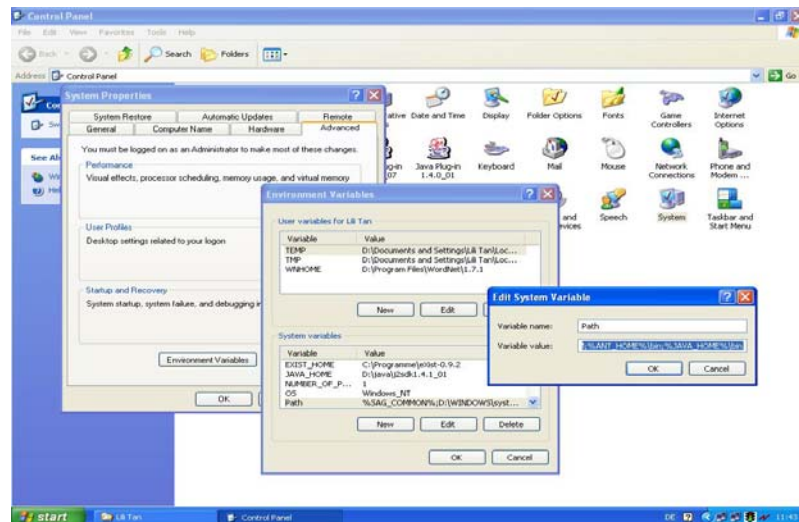 Control Panel
File Edit View Favorites Tools Help
Back Search Folders
Address Control Panel Go
System Properties
System Restore Automatic Updates Remote
General Computer Name Hardware Advanced
You must be logged on as an Administrator to make most of these changes.
Performance
Visual effects, processor scheduling, memory usage, and virtual memory
User Profiles
Desktop settings related to your logon
Startup and Recovery
System startup, system failure, and debugging
Environment Variables
OK
See
Date and Time Display Folder Options Fonts Game Controllers Internet Options
07 Java Plug-in 1.4.0_01 Keyboard Mail Mouse Network Connections Phone and Modem ...
and Speech System Taskbar and Start Menu
Environment Variables
User variables for Lili Tan
Variable Value
TEMP D:\Documents and Settings\Lili Tan\Loc...
TMP D:\Documents and Settings\Lili Tan\Loc...
WNHOME D:\Program Files\WordNet\1.7.1
New Edit
System variables
Variable Value
EXIST_HOME C:\Programme\eXist-0.9.2
JAVA_HOME D:\java\j2sdk1.4.1_01
NUMBER_OF_P... 1
OS Windows_NT
Path %SAG_COMMON%;D:\WINDOWS\syst...
New Edit Delete
OK Cancel
Edit System Variable
Variable name: Path
Variable value: %ANT_HOME%\bin;%JAVA_HOME%\bin
OK Cancel
start Lili Tan Control Panel DE 11:43